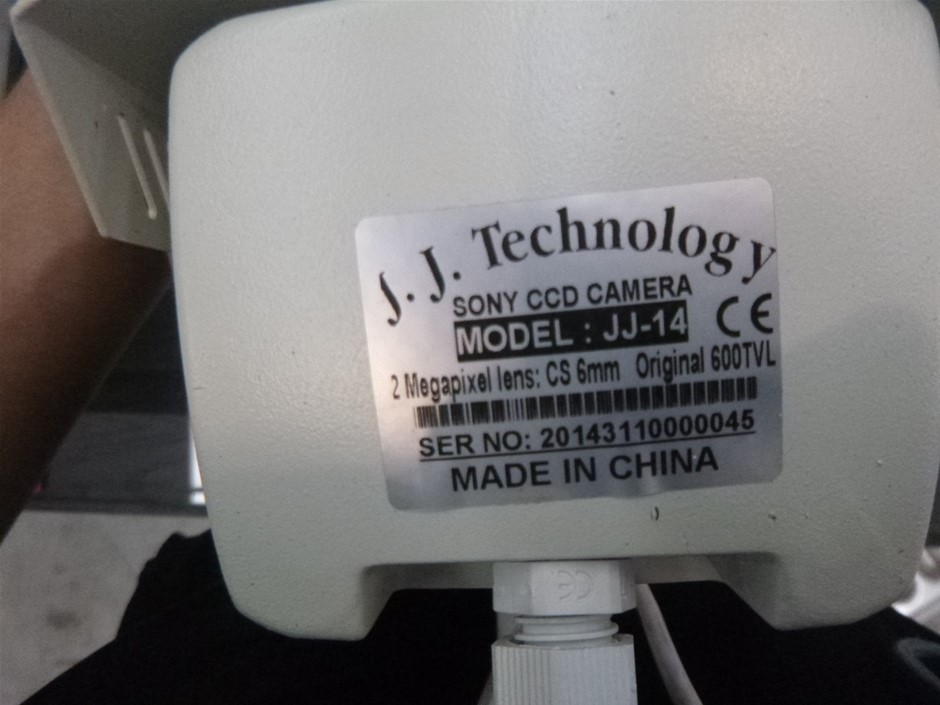 J. J. Technology
SONY CCD CAMERA
MODEL : JJ-14
CE
2 Megapixel lens: CS 6mm Original 600TVL
SER NO: 20143110000045
MADE IN CHINA